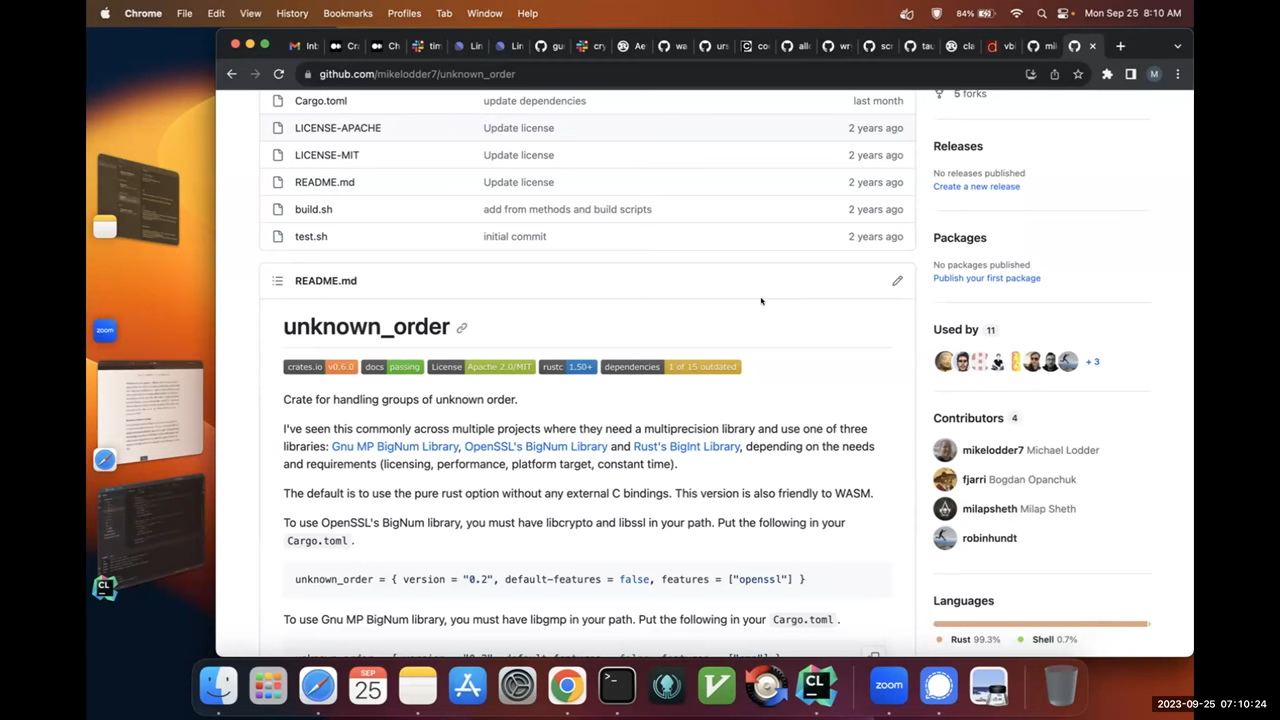 Chrome File Edit View History Bookmarks Profiles Tab Window Help 84% Mon Sep 25 8:10 AM
github.com/mikelodder7/unknown_order M
Cargo.toml update dependencies last month
LICENSE-APACHE Update license 2 years ago
LICENSE-MIT Update license 2 years ago
README.md Update license 2 years ago
build.sh add from methods and build scripts 2 years ago
test.sh initial commit 2 years ago
README.md
unknown_order
crates.io v0.6.0 docs passing License Apache 2.0/MIT rustc 1.50+ dependencies 1 of 15 outdated
Crate for handling groups of unknown order.
I've seen this commonly across multiple projects where they need a multiprecision library and use one of three
libraries: Gnu MP BigNum Library, OpenSSL's BigNum Library and Rust's BigInt Library, depending on the needs
and requirements (licensing, performance, platform target, constant time).
The default is to use the pure rust option without any external C bindings. This version is also friendly to WASM.
To use OpenSSL's BigNum library, you must have libcrypto and libssl in your path. Put the following in your
Cargo.toml .
unknown_order = { version = "0.2", default-features = false, features = ["openssl"] }
To use Gnu MP BigNum library, you must have libgmp in your path. Put the following in your Cargo.toml .
5 forks
Releases
No releases published
Create a new release
Packages
No packages published
Publish your first package
Used by 11
+ 3
Contributors 4
mikelodder7 Michael Lodder
fjarri Bogdan Opanchuk
milapsheth Milap Sheth
robinhundt
Languages
Rust 99.3% Shell 0.7%
zoom
CL
SEP
25
zoom
2023-09-25 07:10:24